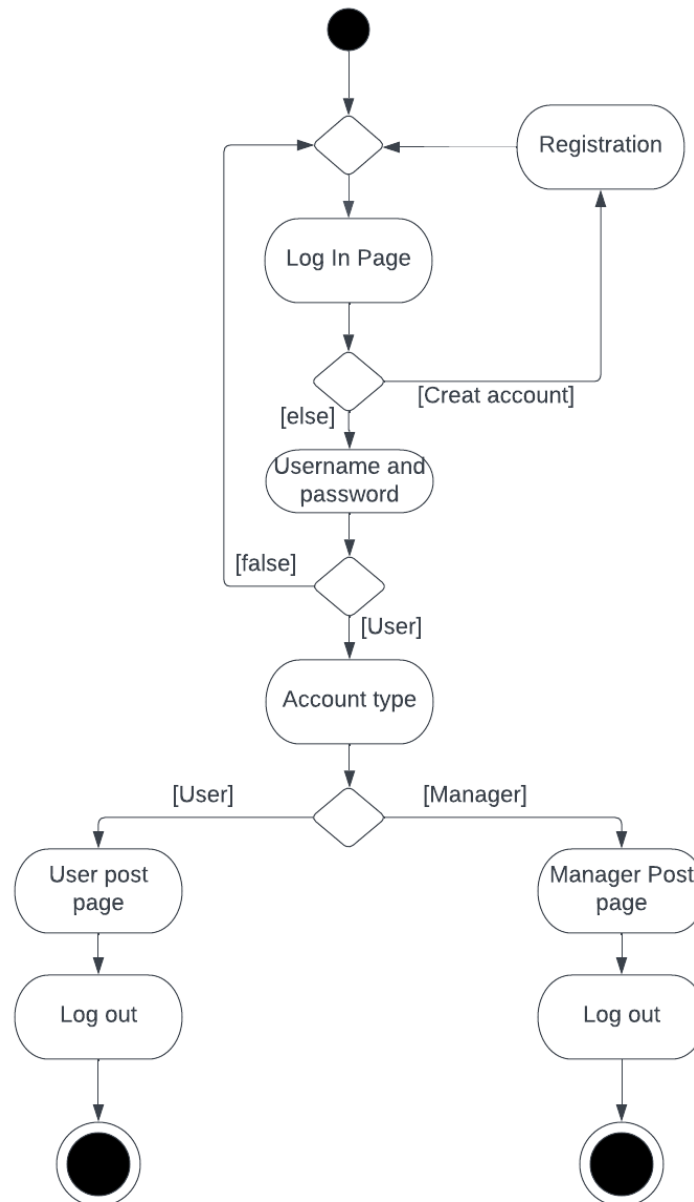 Registration
Log In Page
[Creat account]
[else]
Username and
password
[false]
[User]
Account type
[User]
[Manager]
User post
page
Manager Post
page
Log out
Log out